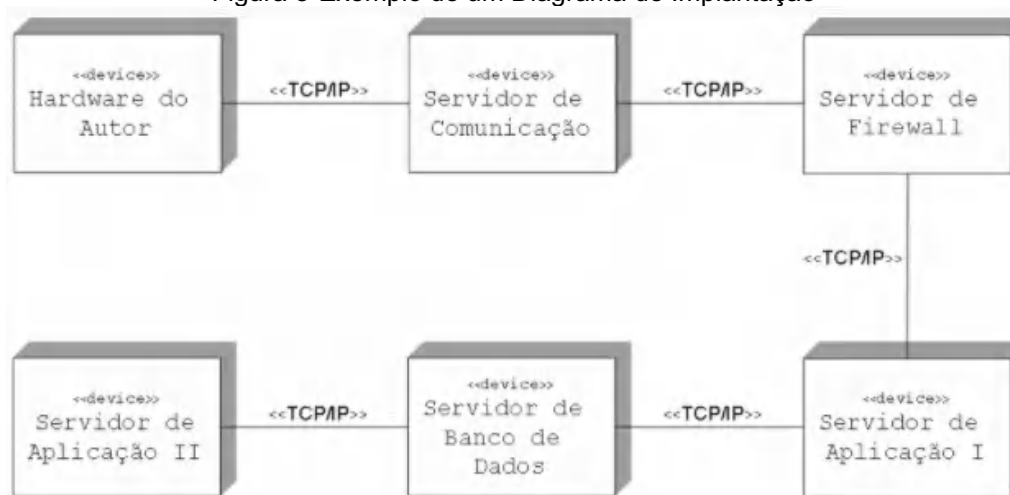 Figura Exemplo de um Diagrama de Implantação
<<device>>
Hardware do
Autor
<<TCP/IP>>
<<device>>
Servidor de
Comunicação
<<TCP/IP>>
<<device>>
Servidor de
Firewall
<<TCP/IP>>
<<device>>
Servidor de
Aplicação II
<<TCP/IP>>
<<device>>
Servidor de
Banco de
Dados
<<TCP/IP>>
<<device>>
Servidor de
Aplicação I